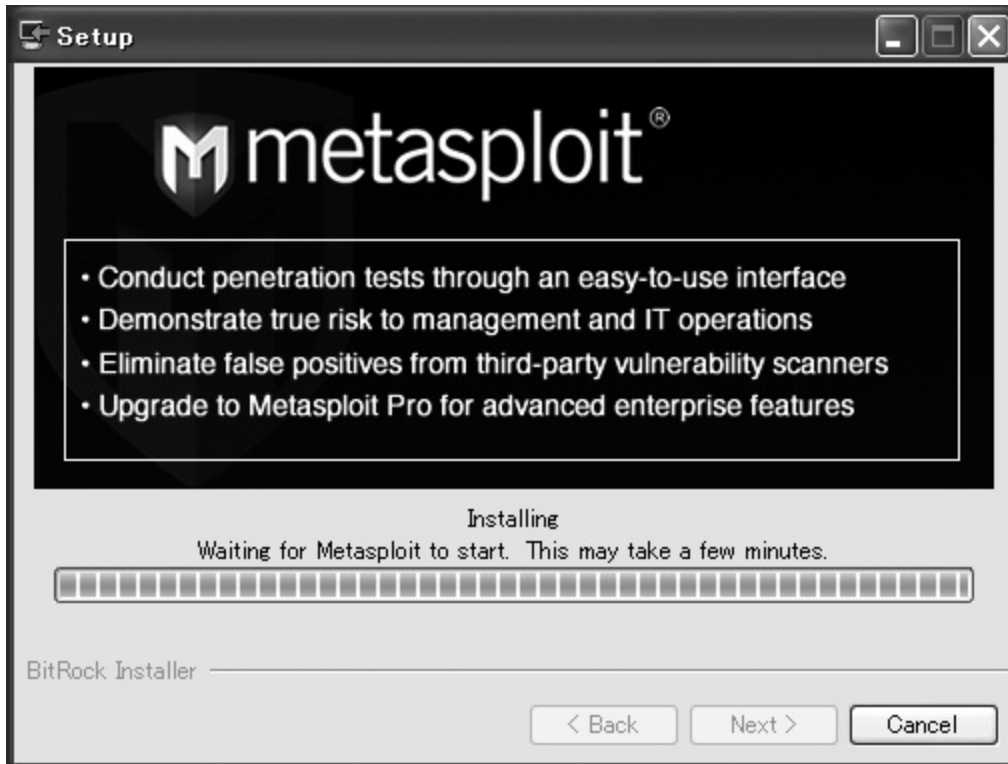 Setup
metasploit®
• Conduct penetration tests through an easy-to-use interface
• Demonstrate true risk to management and IT operations
• Eliminate false positives from third-party vulnerability scanners
• Upgrade to Metasploit Pro for advanced enterprise features
Installing
Waiting for Metasploit to start. This may take a few minutes.
BitRock Installer
< Back
Next >
Cancel